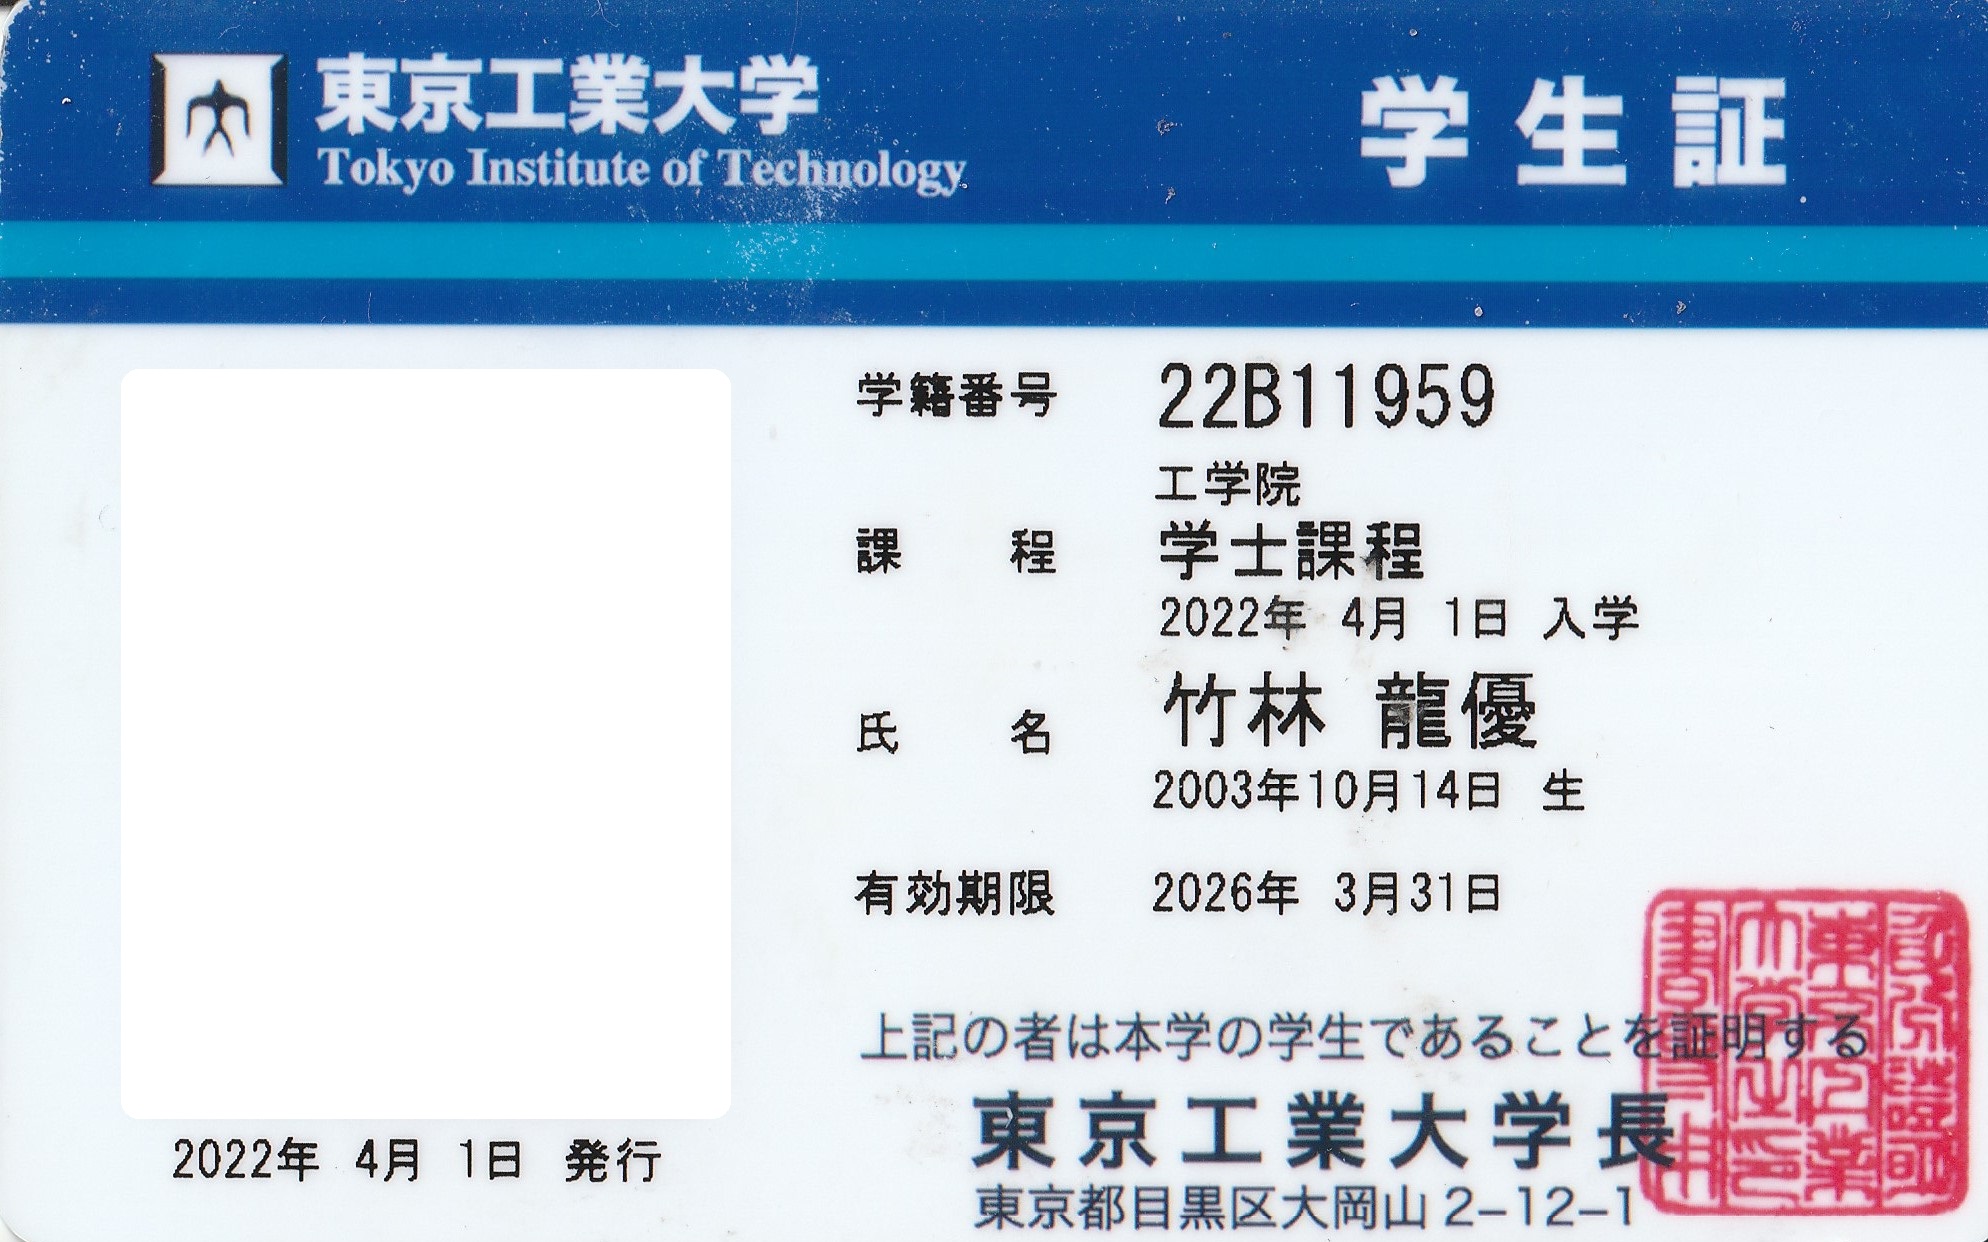 東京工業大学
Tokyo Institute of Technology
学生証
学籍番号 22B11959
工学院
課程 学士課程
2022年 4月 1日 入学
氏名 竹林 龍優
2003年10月14日 生
有効期限 2026年 3月31日
上記の者は本学の学生であることを証明する
東京工業大学長
東京都目黒区大岡山2-12-1
2022年 4月 1日 発行